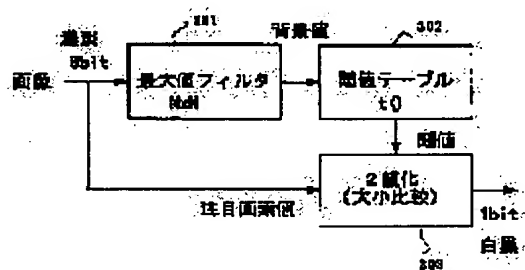 背景値
302
濃度
8bit
画像
最大値フィルタ
NxN
閾値テーブル
t()
閾値
2値化
(大小比較)
注目画素値
1bit
白黒